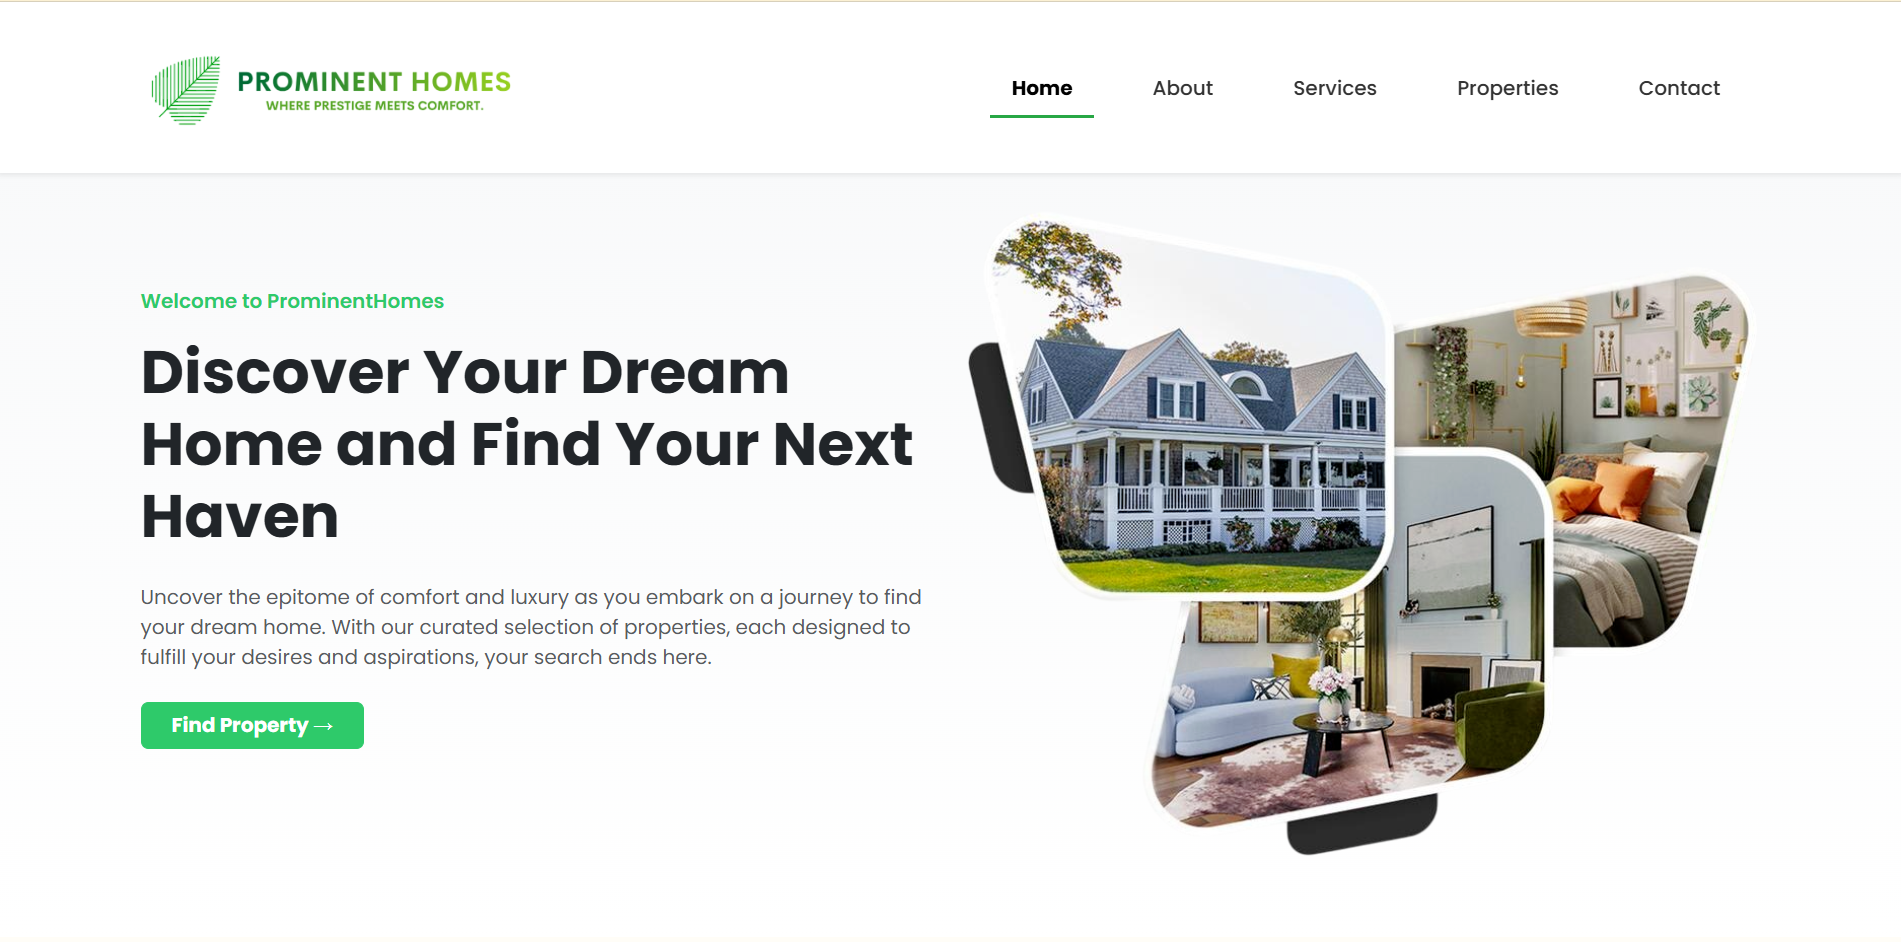 PROMINENT HOMES
WHERE PRESTIGE MEETS COMFORT.
Home
About
Services
Properties
Contact
Welcome to ProminentHomes
Discover Your Dream
Home and Find Your Next
Haven
Uncover the epitome of comfort and luxury as you embark on a journey to find
your dream home. With our curated selection of properties, each designed to
fulfill your desires and aspirations, your search ends here.
Find Property →